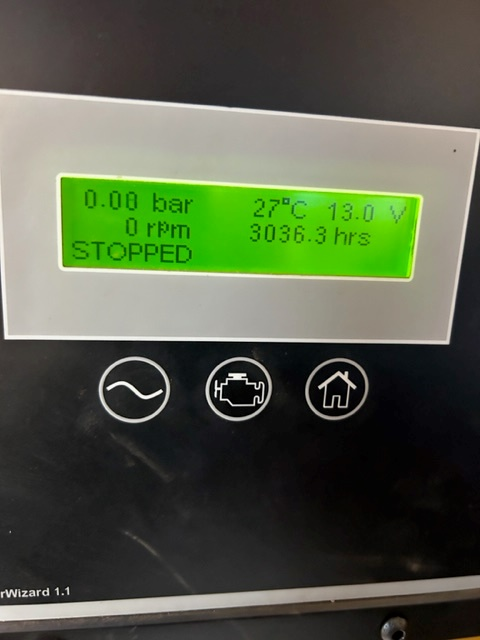 0.00 bar 27°C 13.0 V
0 rpm 3036.3 hrs
STOPPED
rWizard 1.1